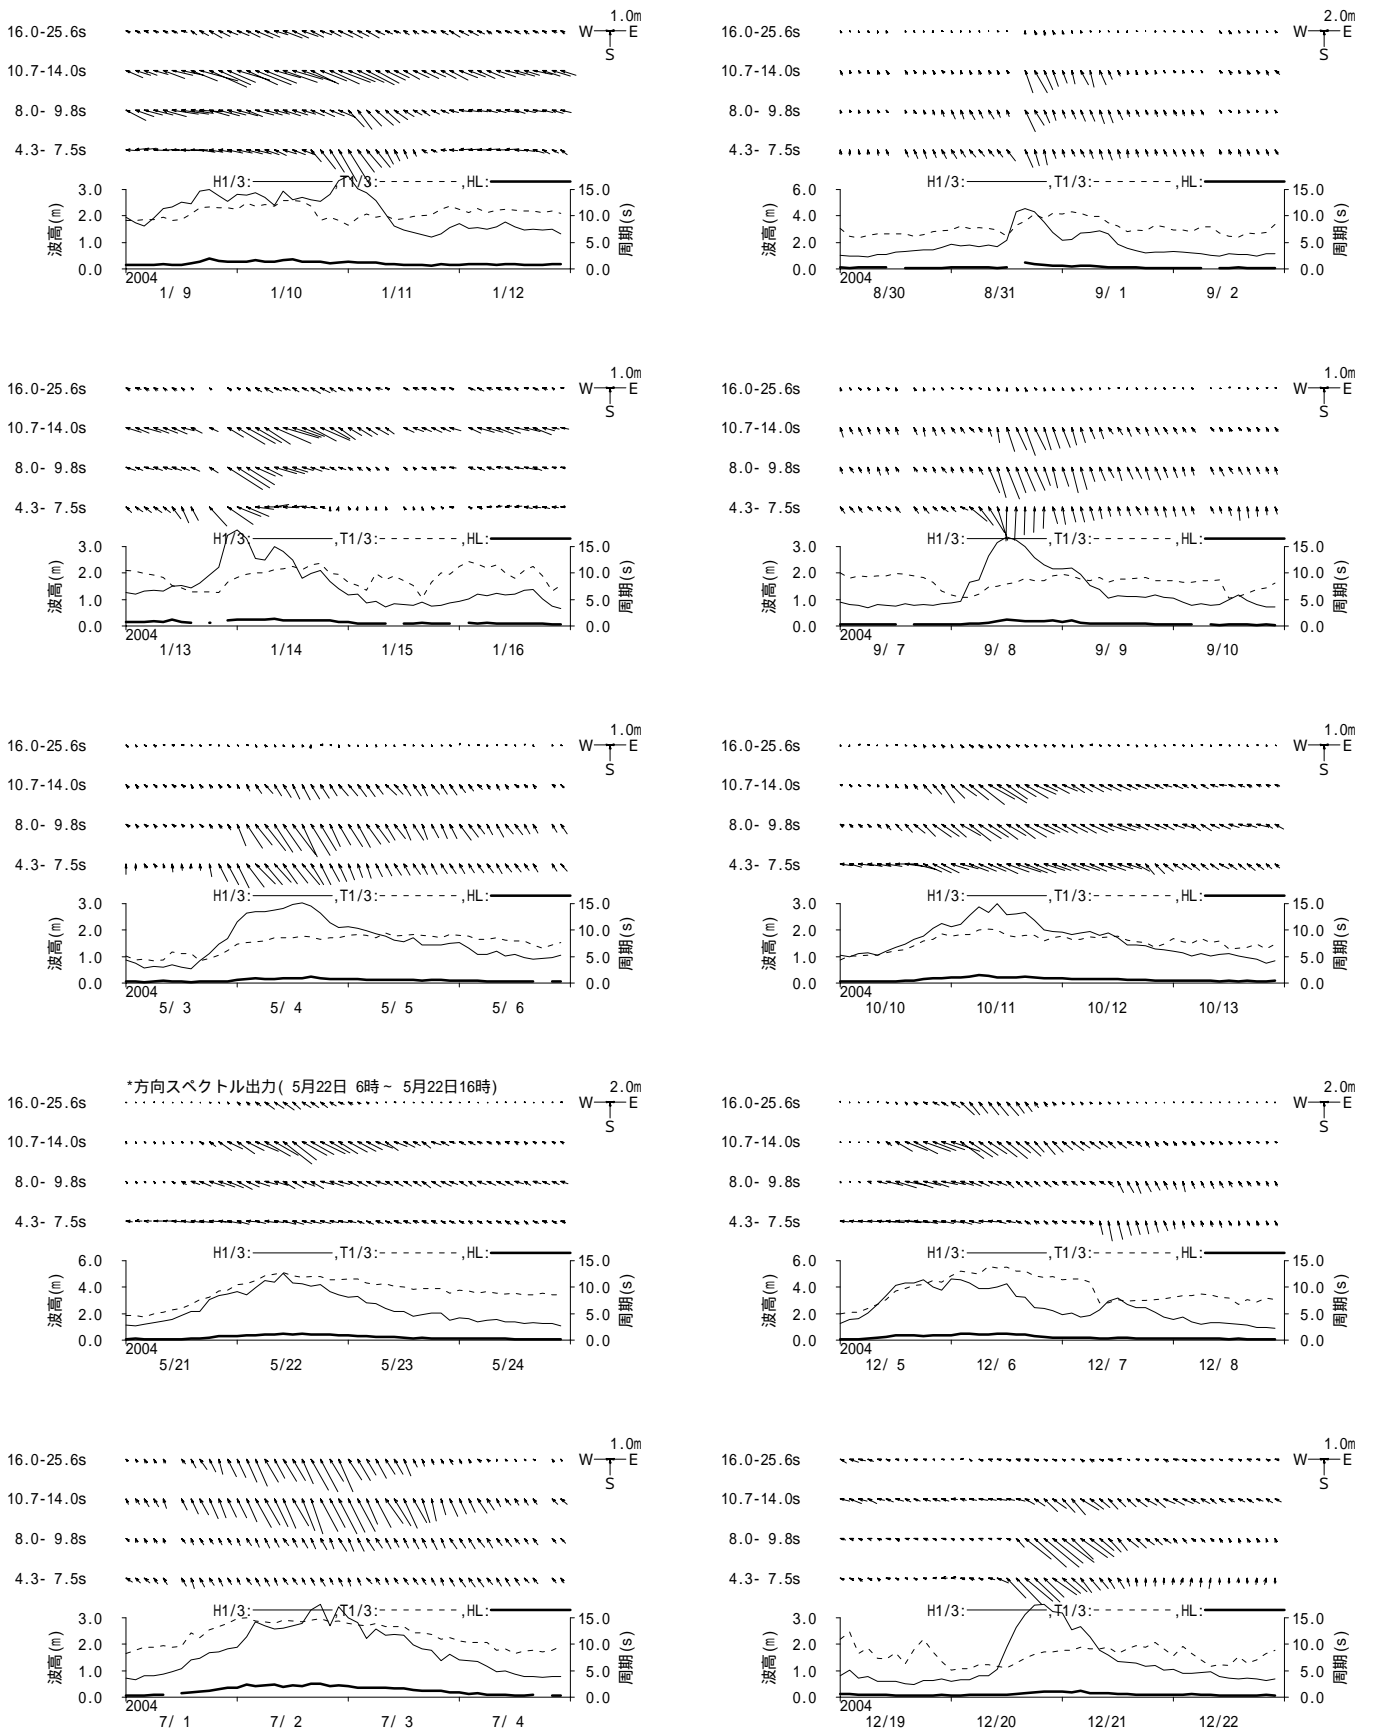 1.0m
16.0-25.6s
W E
S
10.7-14.0s
8.0- 9.8s
4.3- 7.5s
H1/3: ,T1/3: ,HL:
3.0 15.0
2.0 10.0
1.0 5.0
0.0 0.0
波高(m) 周期(s)
2004
1/ 9 1/10 1/11 1/12
2.0m
16.0-25.6s
W E
S
10.7-14.0s
8.0- 9.8s
4.3- 7.5s
H1/3: ,T1/3: ,HL:
6.0 15.0
4.0 10.0
2.0 5.0
0.0 0.0
波高(m) 周期(s)
2004
8/30 8/31 9/ 1 9/ 2
1.0m
16.0-25.6s
W E
S
10.7-14.0s
8.0- 9.8s
4.3- 7.5s
H1/3: ,T1/3: ,HL:
3.0 15.0
2.0 10.0
1.0 5.0
0.0 0.0
波高(m) 周期(s)
2004
1/13 1/14 1/15 1/16
1.0m
16.0-25.6s
W E
S
10.7-14.0s
8.0- 9.8s
4.3- 7.5s
H1/3: ,T1/3: ,HL:
3.0 15.0
2.0 10.0
1.0 5.0
0.0 0.0
波高(m) 周期(s)
2004
9/ 7 9/ 8 9/ 9 9/10
1.0m
16.0-25.6s
W E
S
10.7-14.0s
8.0- 9.8s
4.3- 7.5s
H1/3: ,T1/3: ,HL:
3.0 15.0
2.0 10.0
1.0 5.0
0.0 0.0
波高(m) 周期(s)
2004
5/ 3 5/ 4 5/ 5 5/ 6
1.0m
16.0-25.6s
W E
S
10.7-14.0s
8.0- 9.8s
4.3- 7.5s
H1/3: ,T1/3: ,HL:
3.0 15.0
2.0 10.0
1.0 5.0
0.0 0.0
波高(m) 周期(s)
2004
10/10 10/11 10/12 10/13
*方向スペクトル出力( 5月22日 6時~ 5月22日16時) 2.0m
16.0-25.6s
W E
S
10.7-14.0s
8.0- 9.8s
4.3- 7.5s
H1/3: ,T1/3: ,HL:
6.0 15.0
4.0 10.0
2.0 5.0
0.0 0.0
波高(m) 周期(s)
2004
5/21 5/22 5/23 5/24
2.0m
16.0-25.6s
W E
S
10.7-14.0s
8.0- 9.8s
4.3- 7.5s
H1/3: ,T1/3: ,HL:
6.0 15.0
4.0 10.0
2.0 5.0
0.0 0.0
波高(m) 周期(s)
2004
12/ 5 12/ 6 12/ 7 12/ 8
1.0m
16.0-25.6s
W E
S
10.7-14.0s
8.0- 9.8s
4.3- 7.5s
H1/3: ,T1/3: ,HL:
3.0 15.0
2.0 10.0
1.0 5.0
0.0 0.0
波高(m) 周期(s)
2004
7/ 1 7/ 2 7/ 3 7/ 4
1.0m
16.0-25.6s
W E
S
10.7-14.0s
8.0- 9.8s
4.3- 7.5s
H1/3: ,T1/3: ,HL:
3.0 15.0
2.0 10.0
1.0 5.0
0.0 0.0
波高(m) 周期(s)
2004
12/19 12/20 12/21 12/22